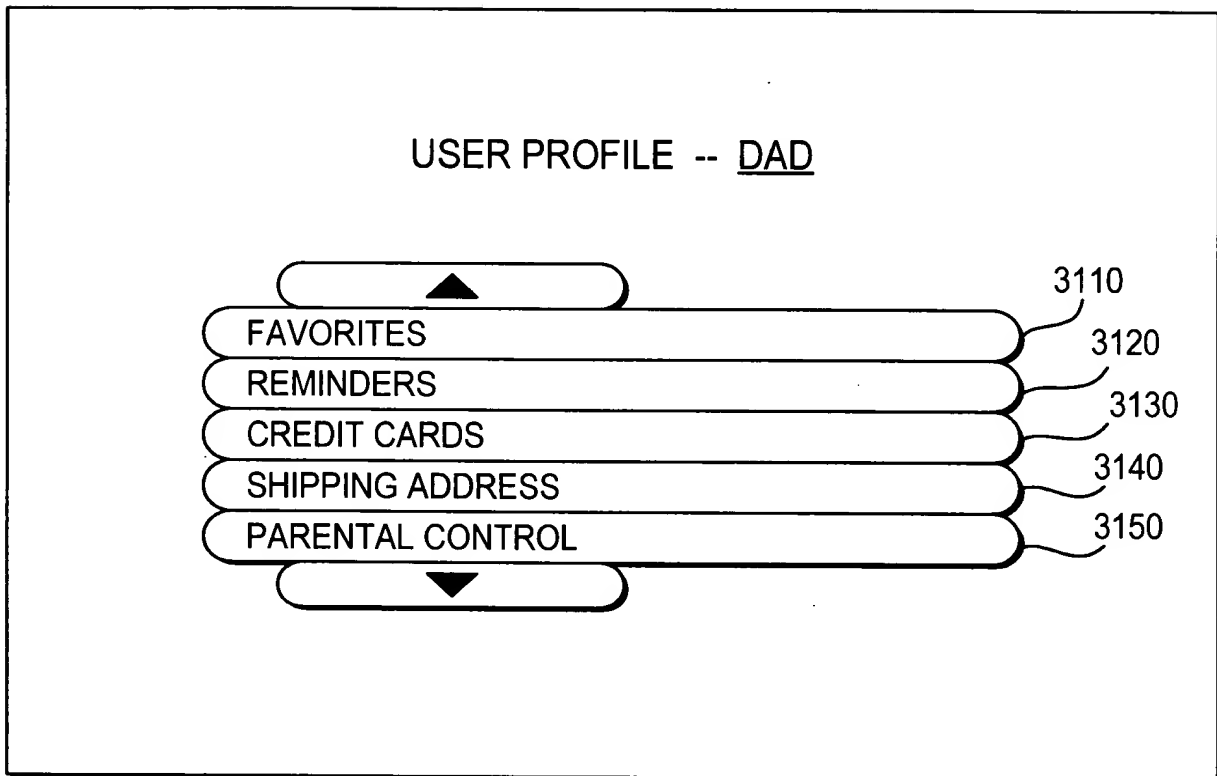 USER PROFILE -- DAD
FAVORITES 3110
REMINDERS 3120
CREDIT CARDS 3130
SHIPPING ADDRESS 3140
PARENTAL CONTROL 3150